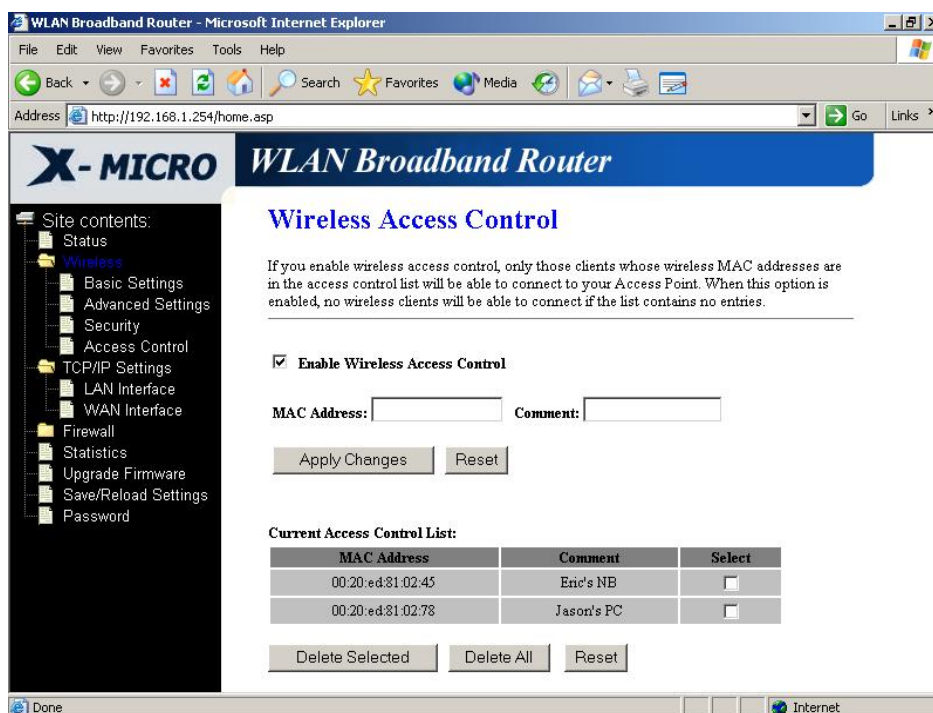 WLAN Broadband Router - Microsoft Internet Explorer
File Edit View Favorites Tools Help
Back Search Favorites Media
Address http://192.168.1.254/home.asp Go Links
X-MICRO
WLAN Broadband Router
Site contents:
Status
Wireless
Basic Settings
Advanced Settings
Security
Access Control
TCP/IP Settings
LAN Interface
WAN Interface
Firewall
Statistics
Upgrade Firmware
Save/Reload Settings
Password
Wireless Access Control
If you enable wireless access control, only those clients whose wireless MAC addresses are
in the access control list will be able to connect to your Access Point. When this option is
enabled, no wireless clients will be able to connect if the list contains no entries.
Enable Wireless Access Control
MAC Address: Comment:
Apply Changes Reset
Current Access Control List:
MAC Address Comment Select
00:20:ed:81:02:45 Eric's NB
00:20:ed:81:02:78 Jason's PC
Delete Selected Delete All Reset
Done Internet